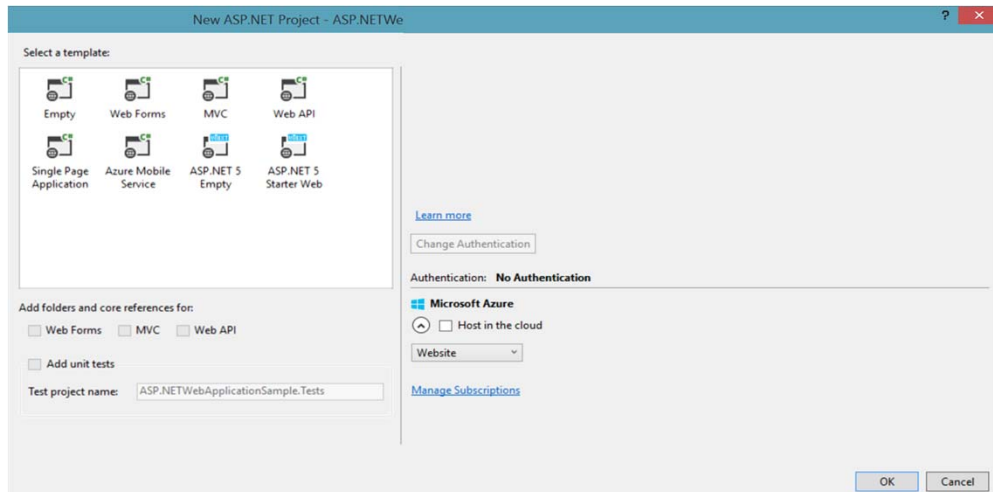 New ASP.NET Project - ASP.NETWe
?
Select a template:
Empty
Web Forms
MVC
Web API
Single Page
Application
Azure Mobile
Service
ASP.NET 5
Empty
ASP.NET 5
Starter Web
Learn more
Change Authentication
Authentication: No Authentication
Add folders and core references for:
Web Forms MVC Web API
Add unit tests
Test project name: ASP.NETWebApplicationSample.Tests
Microsoft Azure
Host in the cloud
Website
Manage Subscriptions
OK Cancel